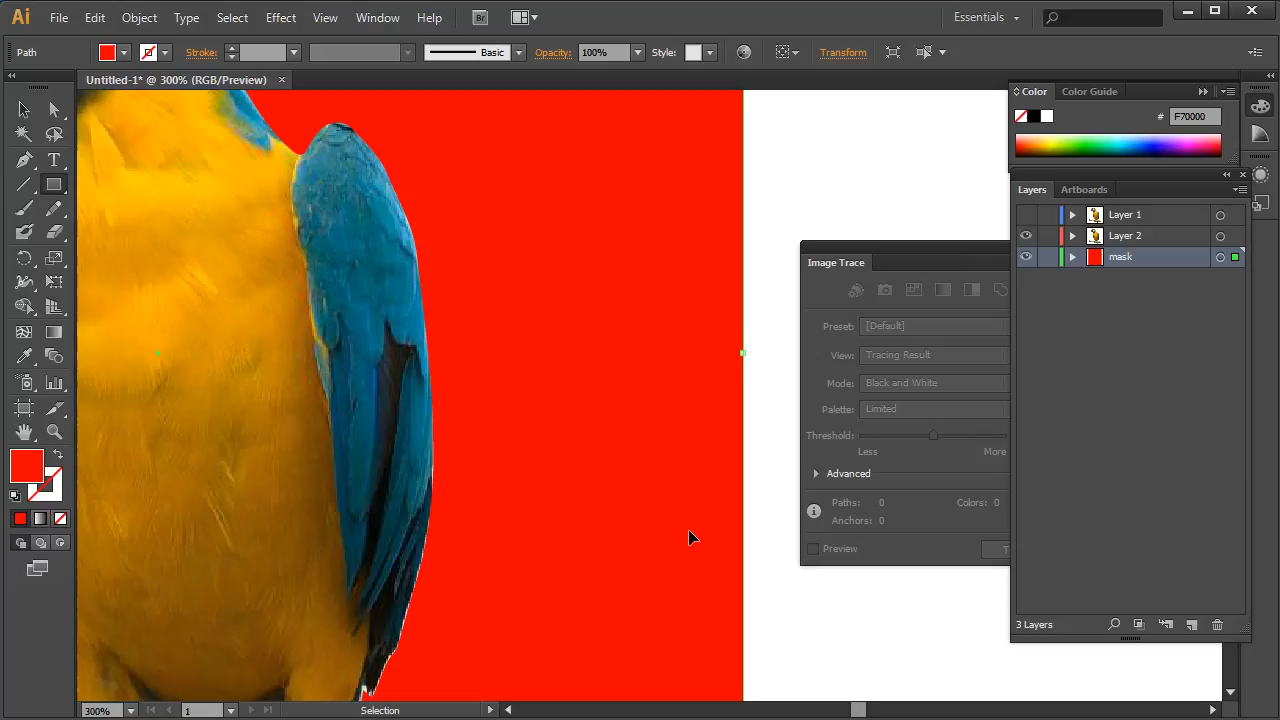 Ai File Edit Object Type Select Effect View Window Help Br Essentials
Path Stroke: Basic Opacity: 100% Style: Transform
Untitled-1* @ 300% (RGB/Preview)
Color Color Guide
# F70000
Layers Artboards
Layer 1
Layer 2
mask
Image Trace
Preset: [Default]
View: Tracing Result
Mode: Black and White
Palette: Limited
Threshold:
Less More
Advanced
Paths: 0 Colors: 0
Anchors: 0
Preview T
3 Layers
300% 1 Selection